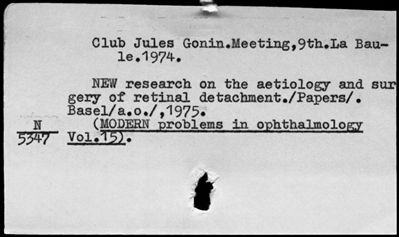 Club Jules Gonin.Meeting,9th.La Bau-
le.1974.
NEW research on the aetiology and sur
gery of retinal detachment./Papers/.
Basel/a.o./,1975.
N (MODERN problems in ophthalmology
5347 Vol.15).